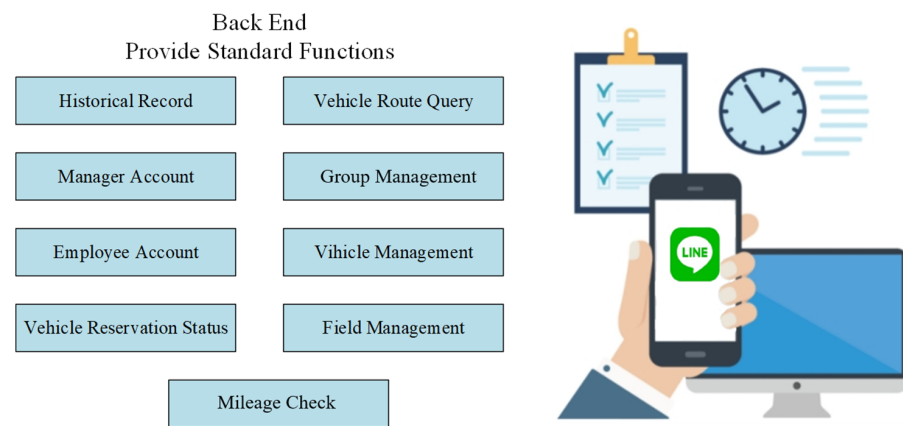 Back End
Provide Standard Functions
Historical Record
Vehicle Route Query
Manager Account
Group Management
Employee Account
Vihicle Management
Vehicle Reservation Status
Field Management
Mileage Check
LINE